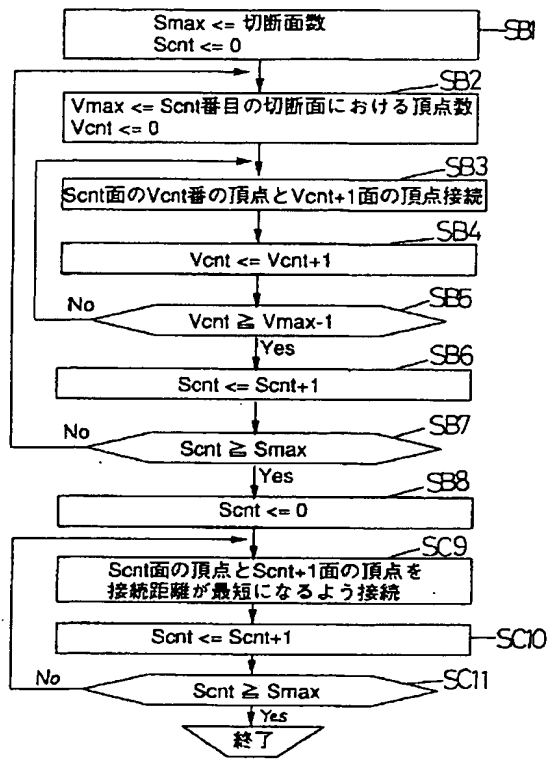 Smax <= 切断面数
Scnt <= 0
SB1
SB2
Vmax <= Scnt番目の切断面における頂点数
Vcnt <= 0
SB3
Scnt面のVcnt番の頂点とVcnt+1面の頂点接続
SB4
Vcnt <= Vcnt+1
SB5
No
Vcnt ≧ Vmax-1
Yes
SB6
Scnt <= Scnt+1
SB7
No
Scnt ≧ Smax
Yes
SB8
Scnt <= 0
SC9
Scnt面の頂点とScnt+1面の頂点を
接続距離が最短になるよう接続
Scnt <= Scnt+1
SC10
No
SC11
Scnt ≧ Smax
Yes
終了